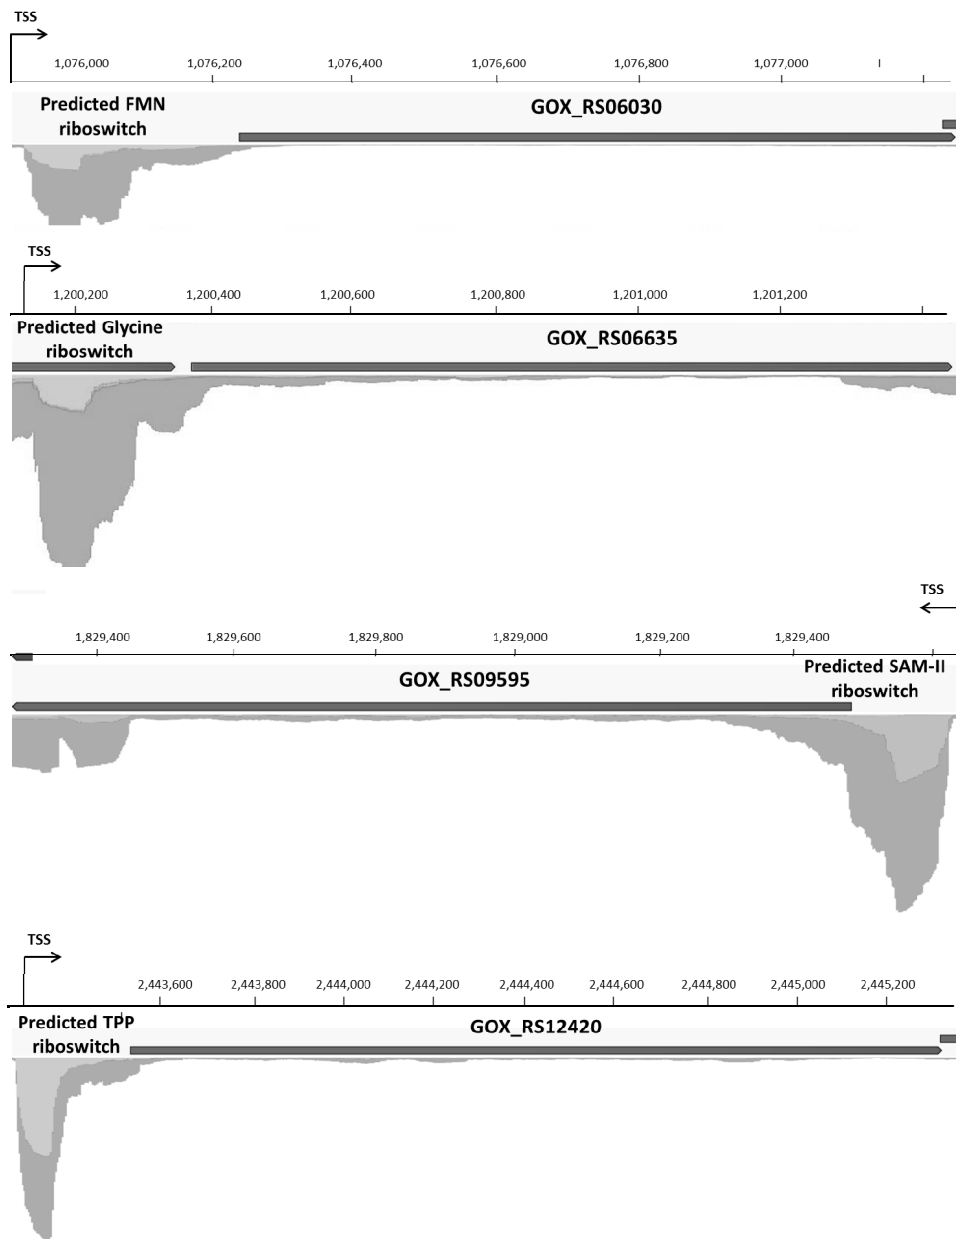 TSS
1,076,000 1,076,200 1,076,400 1,076,600 1,076,800 1,077,000
Predicted FMN
riboswitch
GOX_RS06030
TSS
1,200,200 1,200,400 1,200,600 1,200,800 1,201,000 1,201,200
Predicted Glycine
riboswitch
GOX_RS06635
TSS
1,829,400 1,829,600 1,829,800 1,829,000 1,829,200 1,829,400
Predicted SAM-II
riboswitch
GOX_RS09595
TSS
2,443,600 2,443,800 2,444,000 2,444,200 2,444,400 2,444,600 2,444,800 2,445,000 2,445,200
Predicted TPP
riboswitch
GOX_RS12420